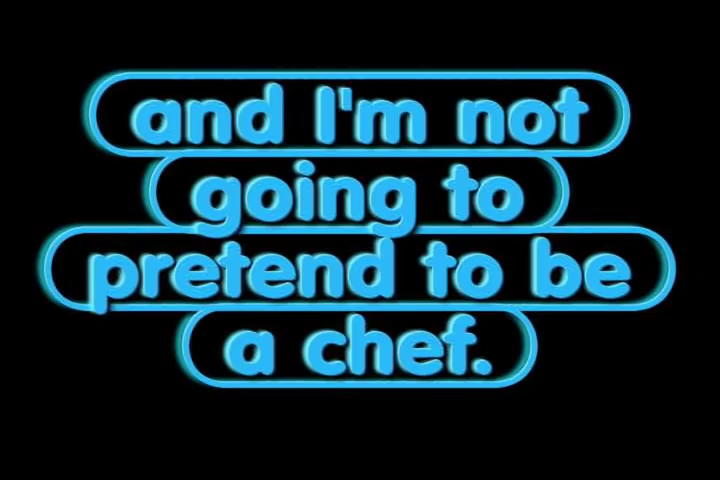 and I'm not
going to
pretend to be
a chef.